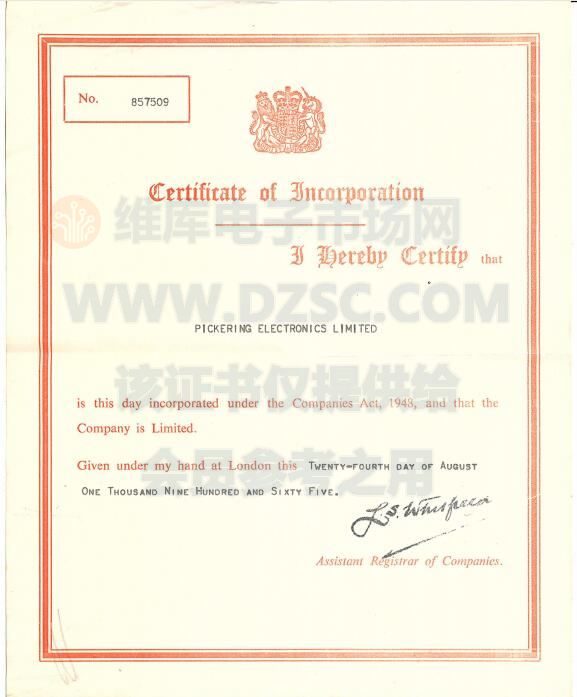 No. 857509
Certificate of Incorporation
维库电子市场网
I Hereby Certify that
WWW.DZSC.COM
PICKERING ELECTRONICS LIMITED
该证书仅提供给
is this day incorporated under the Companies Act, 1948, and that the
Company is Limited.
会员参考之用
Given under my hand at London this TWENTY-FOURTH DAY OF AUGUST
ONE THOUSAND NINE HUNDRED AND SIXTY FIVE.
Assistant Registrar of Companies.